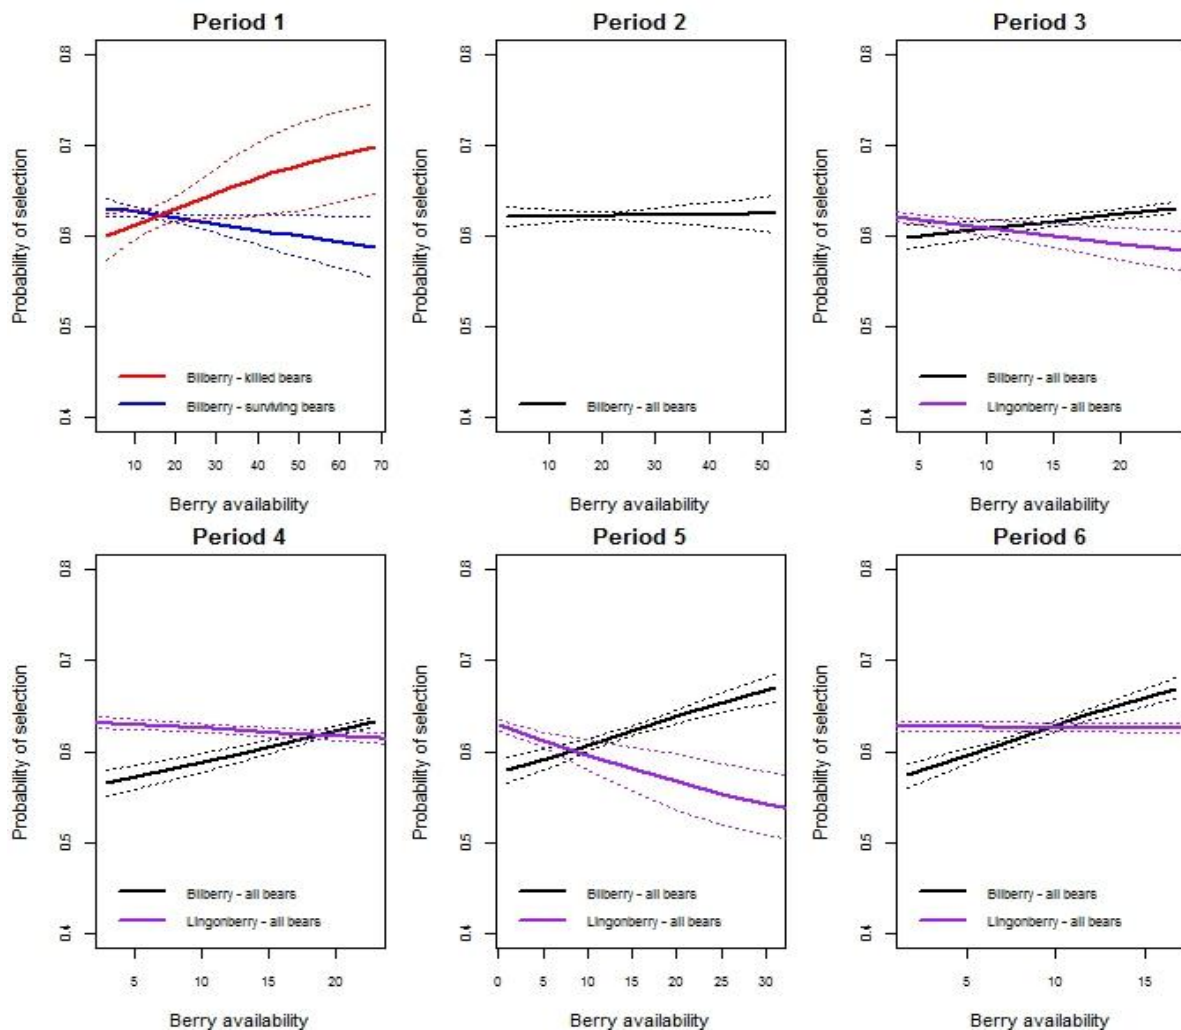 Period 1
0.8
0.7
0.6
0.5
0.4
Probability of selection
Bilberry - killed bears
Bilberry - surviving bears
10 20 30 40 50 60 70
Berry availability
Period 2
0.8
0.7
0.6
0.5
0.4
Probability of selection
Bilberry - all bears
10 20 30 40 50
Berry availability
Period 3
0.8
0.7
0.6
0.5
0.4
Probability of selection
Bilberry - all bears
Lingonberry - all bears
5 10 15 20
Berry availability
Period 4
0.8
0.7
0.6
0.5
0.4
Probability of selection
Bilberry - all bears
Lingonberry - all bears
5 10 15 20
Berry availability
Period 5
0.8
0.7
0.6
0.5
0.4
Probability of selection
Bilberry - all bears
Lingonberry - all bears
0 5 10 15 20 25 30
Berry availability
Period 6
0.8
0.7
0.6
0.5
0.4
Probability of selection
Bilberry - all bears
Lingonberry - all bears
5 10 15
Berry availability